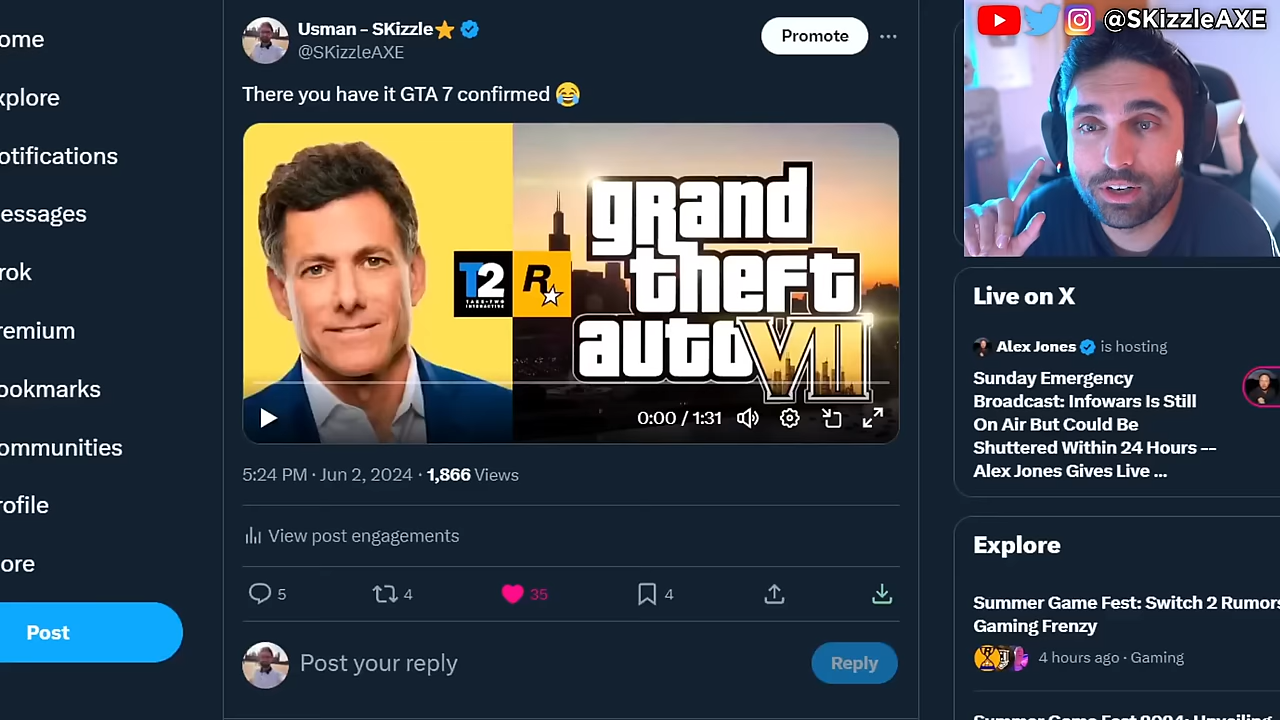 ome
xplore
otifications
essages
rok
remium
ookmarks
ommunities
rofile
ore
Post
Usman - SKizzle⭐
@SKizzleAXE
Promote
There you have it GTA 7 confirmed 😂
T2
TAKE-TWO
INTERACTIVE
R
grand
theft
auto VII
0:00 / 1:31
5:24 PM · Jun 2, 2024 · 1,866 Views
View post engagements
5
4
35
4
Post your reply
Reply
@SKizzleAXE
Live on X
Alex Jones is hosting
Sunday Emergency
Broadcast: Infowars Is Still
On Air But Could Be
Shuttered Within 24 Hours --
Alex Jones Gives Live ...
Explore
Summer Game Fest: Switch 2 Rumors
Gaming Frenzy
4 hours ago · Gaming